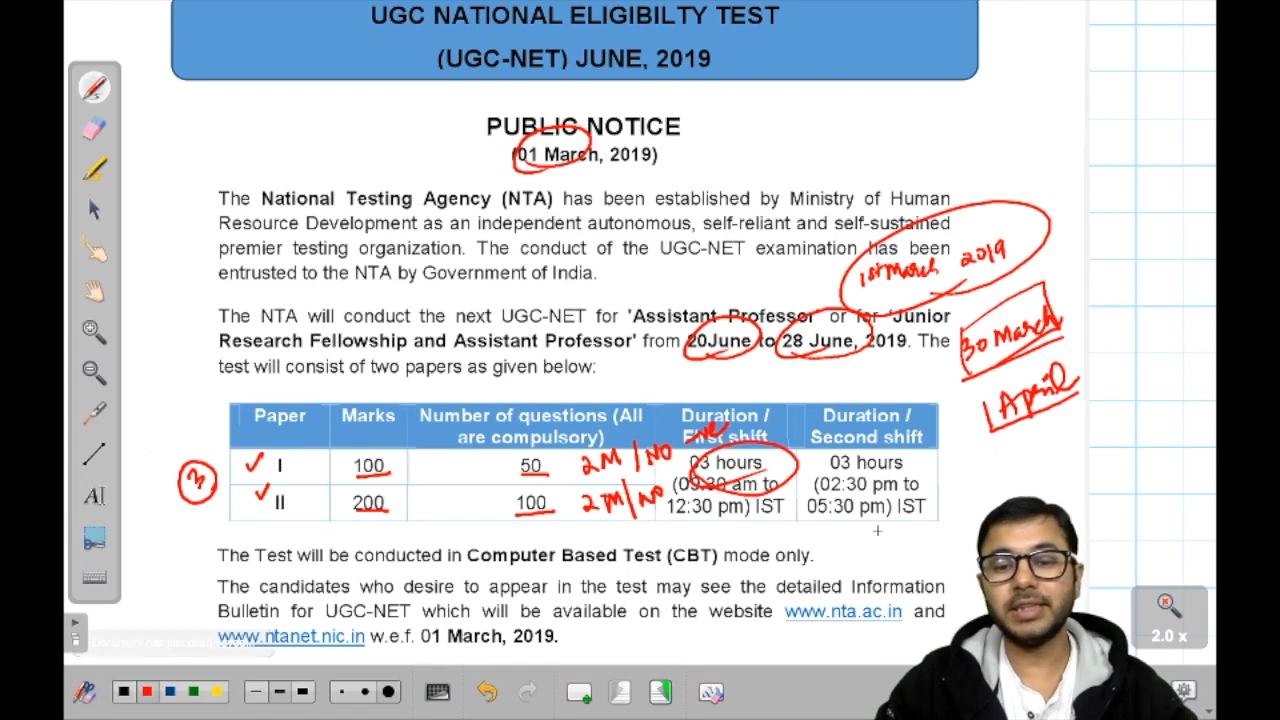 UGC NATIONAL ELIGIBILTY TEST
(UGC-NET) JUNE, 2019
PUBLIC NOTICE
(01 March, 2019)
The National Testing Agency (NTA) has been established by Ministry of Human
Resource Development as an independent autonomous, self-reliant and self-sustained
premier testing organization. The conduct of the UGC-NET examination has been
entrusted to the NTA by Government of India.
1st March 2019
The NTA will conduct the next UGC-NET for 'Assistant Professor' or for 'Junior
Research Fellowship and Assistant Professor' from 20June to 28 June, 2019. The
test will consist of two papers as given below:
30 March
1 April
Paper Marks Number of questions (All are compulsory) Duration / First shift Duration / Second shift
3
I 100 50 2M/NO -ve 03 hours (09:30 am to 12:30 pm) IST 03 hours (02:30 pm to 05:30 pm) IST
II 200 100 2M/NO
The Test will be conducted in Computer Based Test (CBT) mode only.
The candidates who desire to appear in the test may see the detailed Information
Bulletin for UGC-NET which will be available on the website www.nta.ac.in and
www.ntanet.nic.in w.e.f. 01 March, 2019.
A
2.0 x